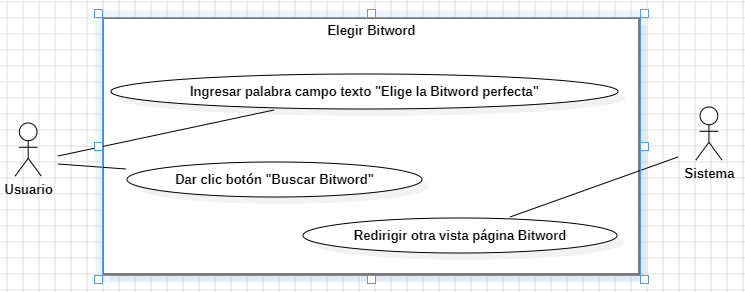 Elegir Bitword
Ingresar palabra campo texto "Elige la Bitword perfecta"
Usuario
Dar clic botón "Buscar Bitword"
Sistema
Redirigir otra vista página Bitword